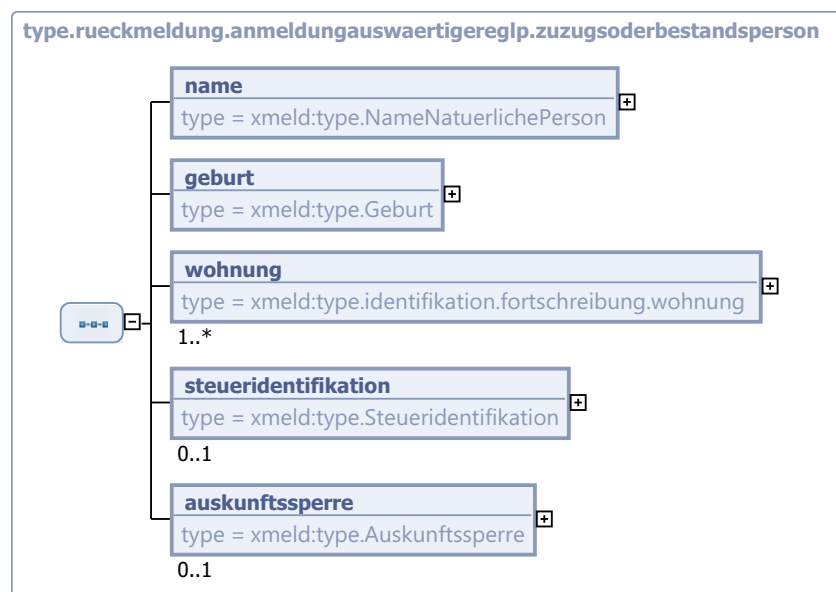 type.rueckmeldung.anmeldungauswaertigereglp.zuzugsoderbestandsperson
name
type = xmeld:type.NameNatuerlichePerson
geburt
type = xmeld:type.Geburt
wohnung
type = xmeld:type.identifikation.fortschreibung.wohnung
1..*
steueridentifikation
type = xmeld:type.Steueridentifikation
0..1
auskunftssperre
type = xmeld:type.Auskunftssperre
0..1